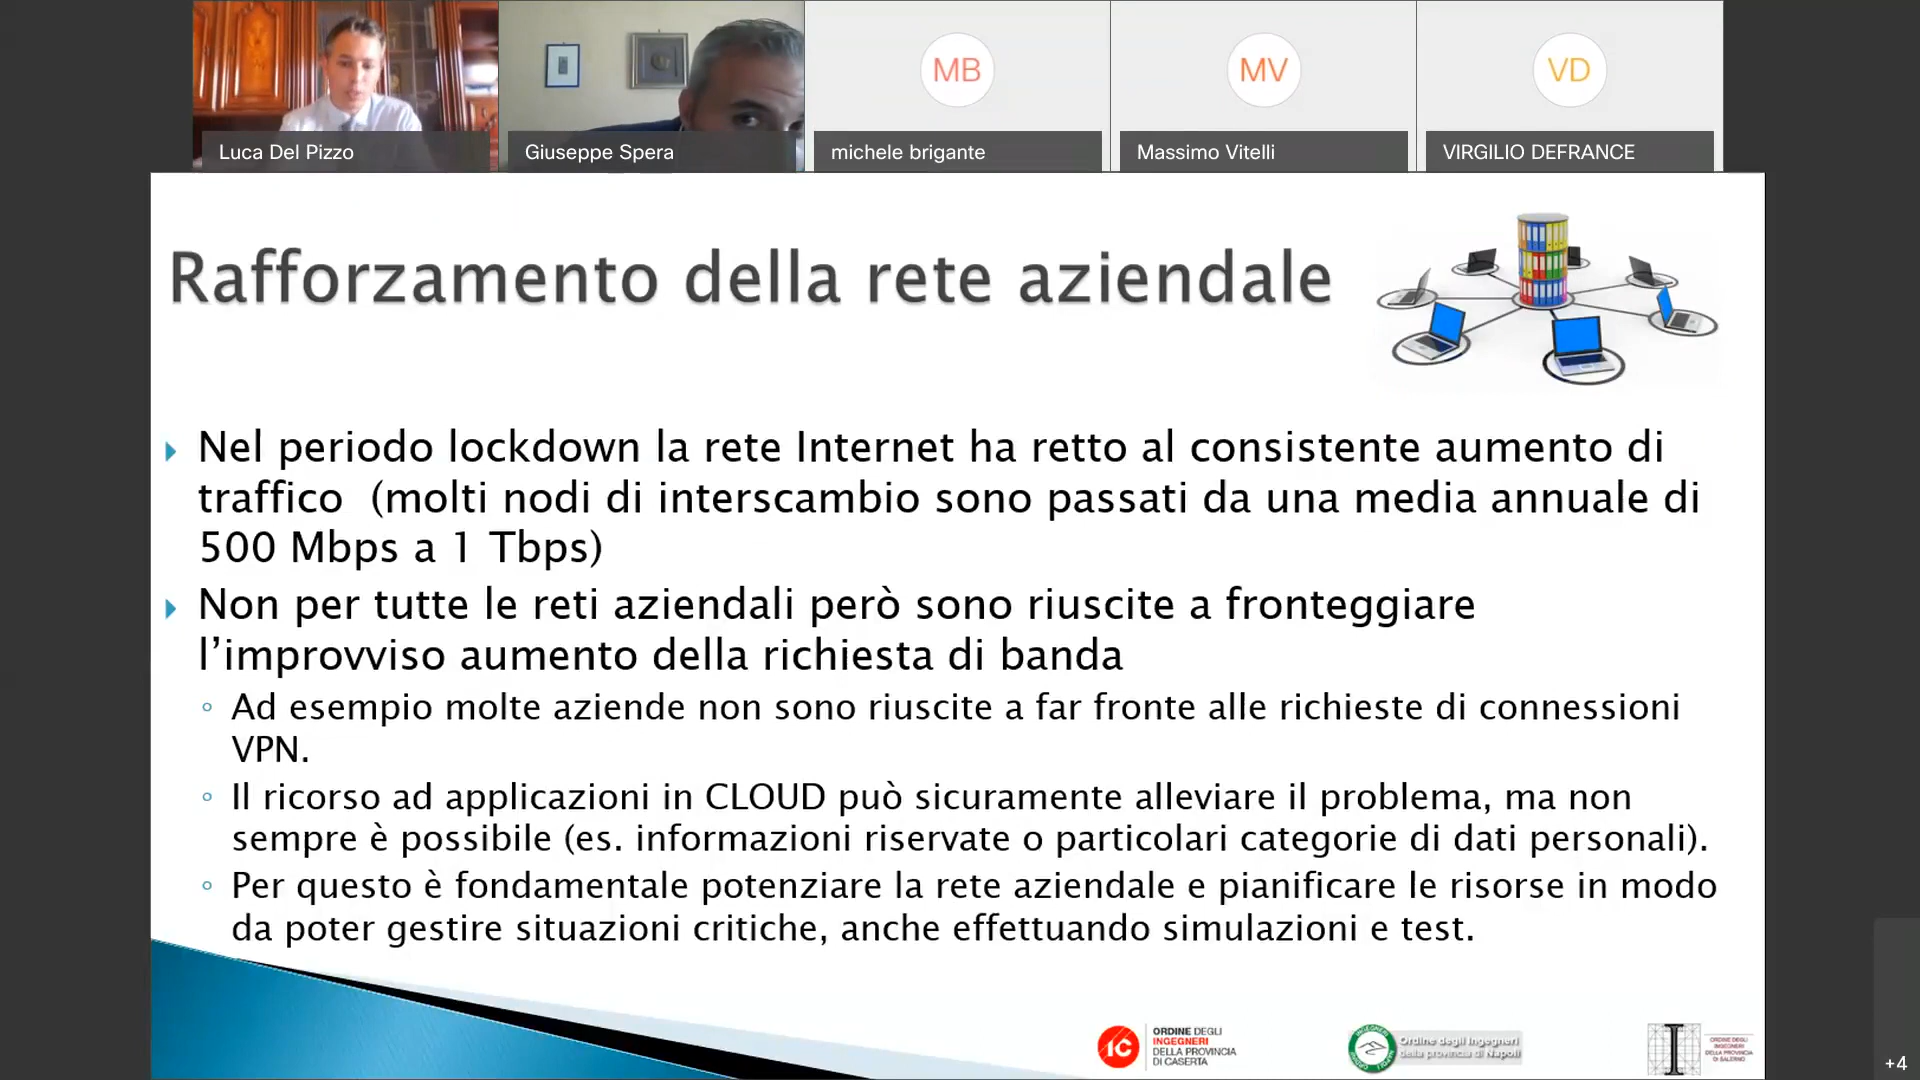 MB
MV
VD
Luca Del Pizzo
Giuseppe Spera
michele brigante
Massimo Vitelli
VIRGILIO DEFRANCE
Rafforzamento della rete aziendale
Nel periodo lockdown la rete Internet ha retto al consistente aumento di
traffico (molti nodi di interscambio sono passati da una media annuale di
500 Mbps a 1 Tbps)
Non per tutte le reti aziendali però sono riuscite a fronteggiare
l’improvviso aumento della richiesta di banda
Ad esempio molte aziende non sono riuscite a far fronte alle richieste di connessioni
VPN.
Il ricorso ad applicazioni in CLOUD può sicuramente alleviare il problema, ma non
sempre è possibile (es. informazioni riservate o particolari categorie di dati personali).
Per questo è fondamentale potenziare la rete aziendale e pianificare le risorse in modo
da poter gestire situazioni critiche, anche effettuando simulazioni e test.
ORDINE DEGLI
INGEGNERI
DELLA PROVINCIA
DI CASERTA
Ordine degli Ingegneri
della provincia di Napoli
ORDINE DEGLI
INGEGNERI
DELLA PROVINCIA
DI SALERNO
+4